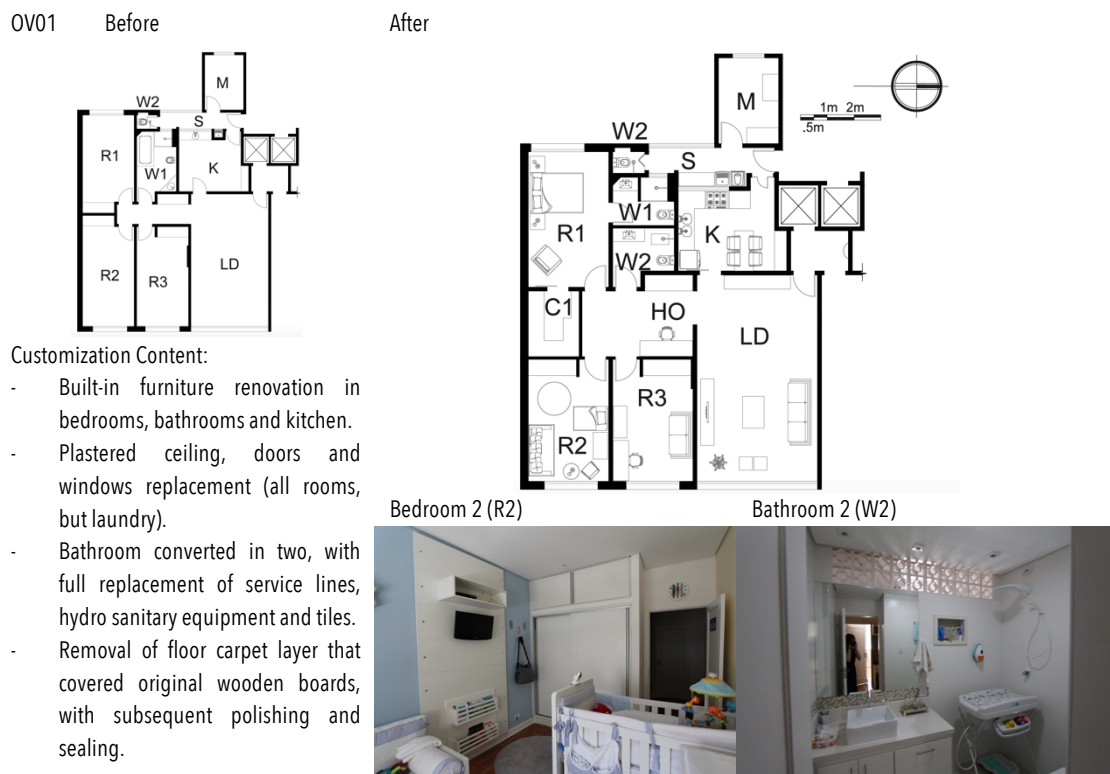 OV01 Before After
M
W2
S
R1
W1
K
R2
R3
LD
M
1m 2m
.5m
W2
S
W1
R1
K
W2
C1
HO
LD
R3
R2
Customization Content:
- Built-in furniture renovation in
bedrooms, bathrooms and kitchen.
- Plastered ceiling, doors and
windows replacement (all rooms,
but laundry).
- Bathroom converted in two, with
full replacement of service lines,
hydro sanitary equipment and tiles.
- Removal of floor carpet layer that
covered original wooden boards,
with subsequent polishing and
sealing.
Bedroom 2 (R2) Bathroom 2 (W2)